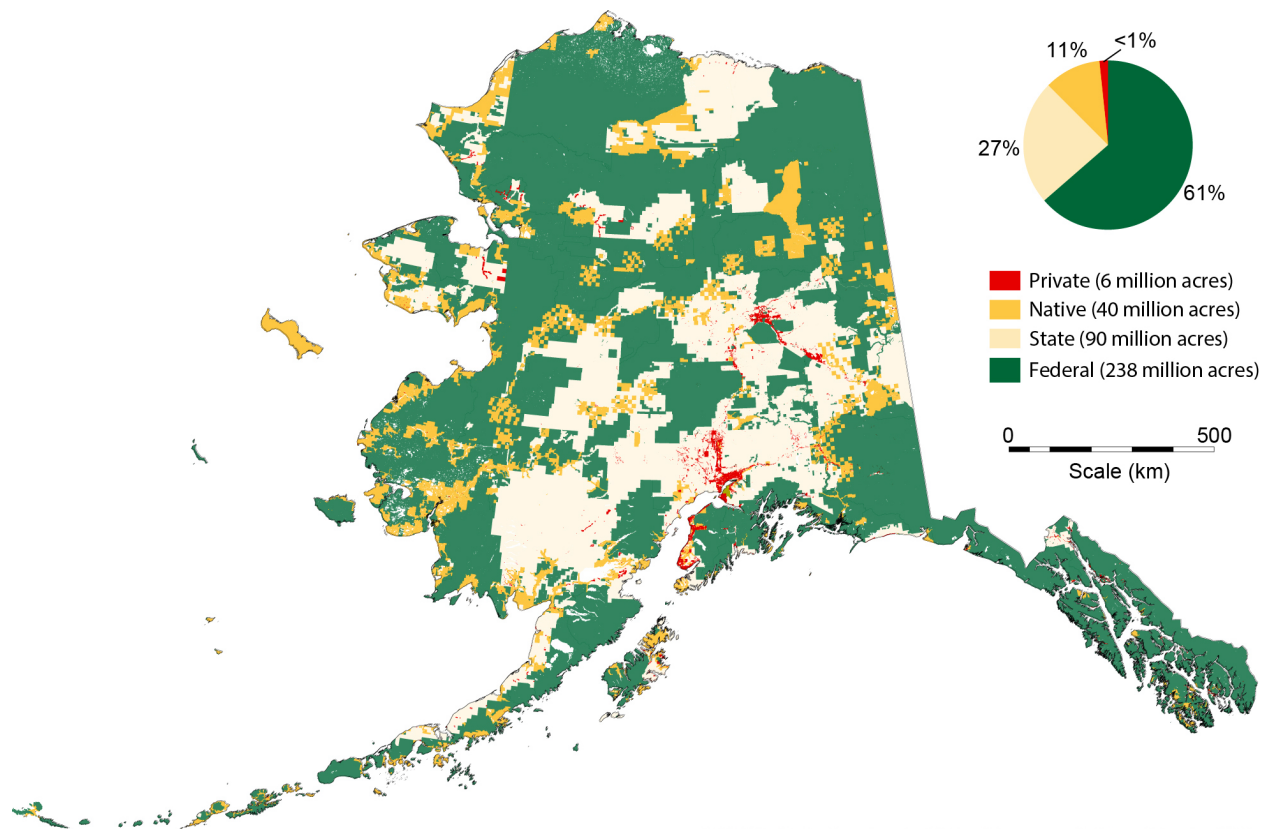 <1%
11%
27%
61%
Private (6 million acres)
Native (40 million acres)
State (90 million acres)
Federal (238 million acres)
0 500
Scale (km)